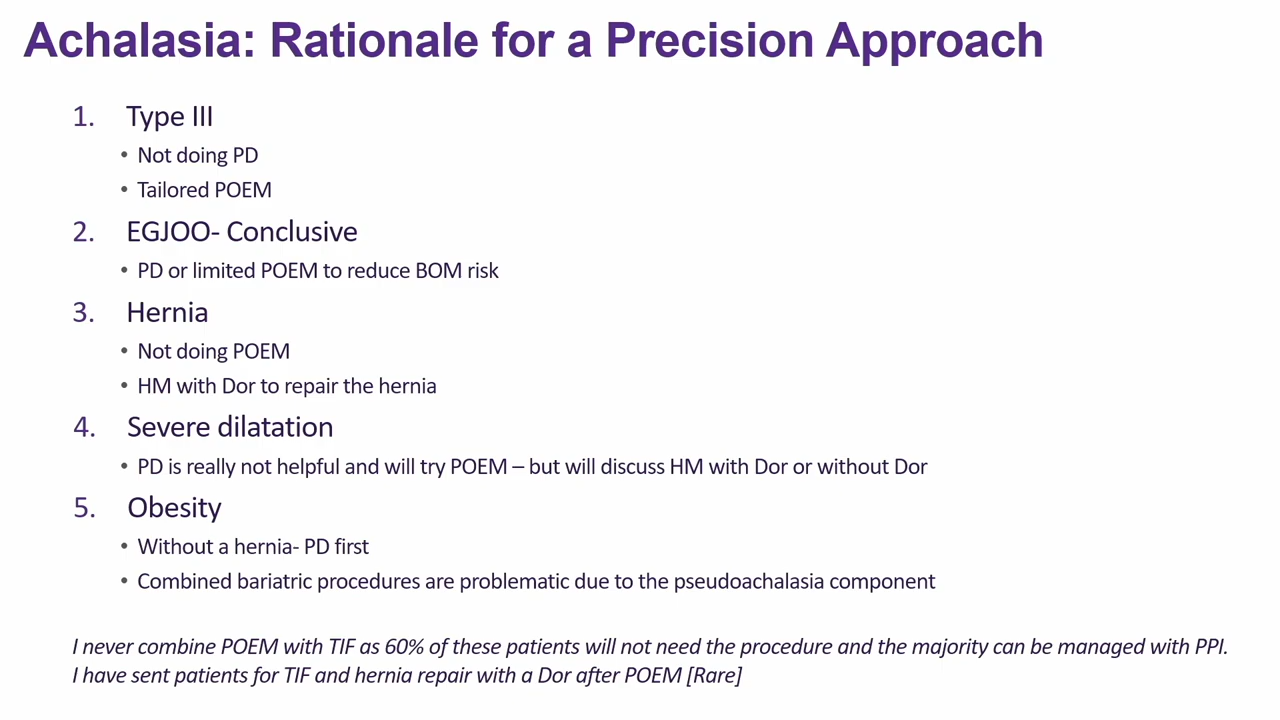 Achalasia: Rationale for a Precision Approach
1. Type III
• Not doing PD
• Tailored POEM
2. EGJOO- Conclusive
• PD or limited POEM to reduce BOM risk
3. Hernia
• Not doing POEM
• HM with Dor to repair the hernia
4. Severe dilatation
• PD is really not helpful and will try POEM – but will discuss HM with Dor or without Dor
5. Obesity
• Without a hernia- PD first
• Combined bariatric procedures are problematic due to the pseudoachalasia component
I never combine POEM with TIF as 60% of these patients will not need the procedure and the majority can be managed with PPI.
I have sent patients for TIF and hernia repair with a Dor after POEM [Rare]